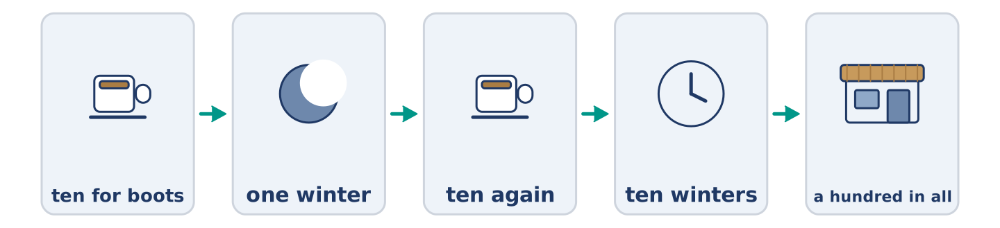 ten for boots
one winter
ten again
ten winters
a hundred in all